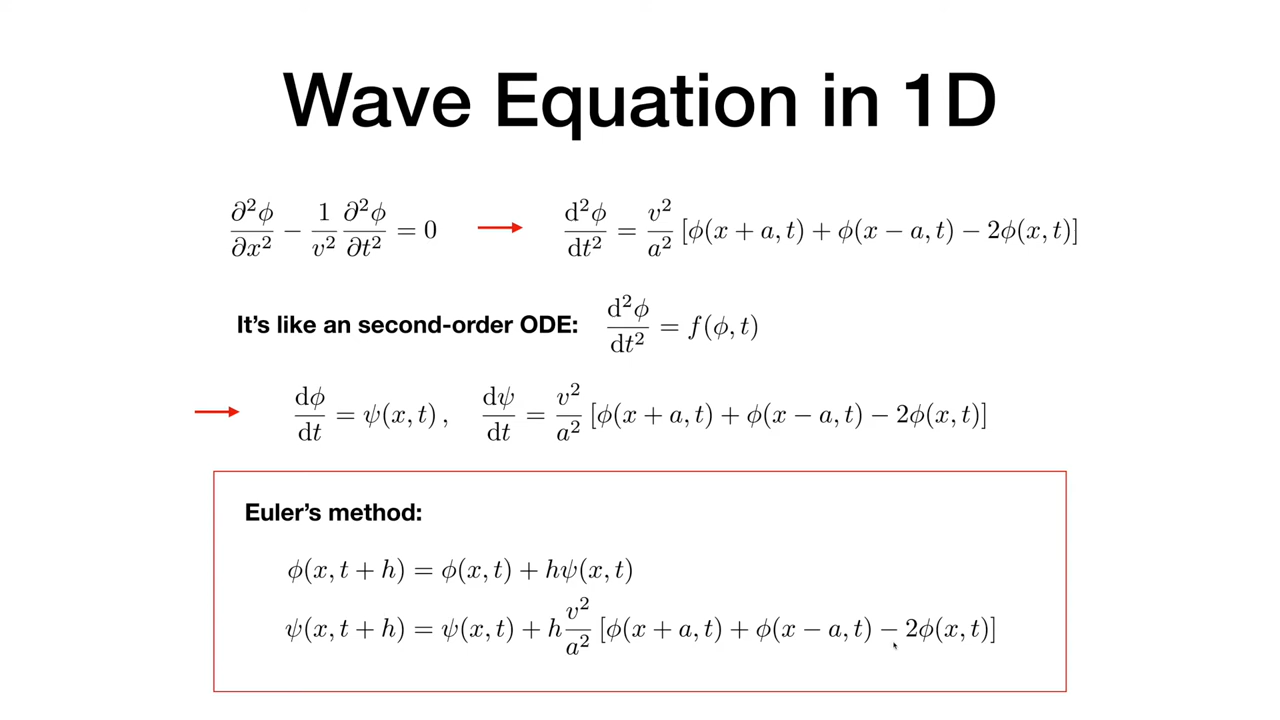 Wave Equation in 1D
∂²ϕ/∂x² − 1/v² ∂²ϕ/∂t² = 0 → d²ϕ/dt² = v²/a² [ϕ(x + a, t) + ϕ(x − a, t) − 2ϕ(x, t)]
It’s like an second-order ODE: d²ϕ/dt² = f(ϕ, t)
→ dϕ/dt = ψ(x, t) , dψ/dt = v²/a² [ϕ(x + a, t) + ϕ(x − a, t) − 2ϕ(x, t)]
Euler’s method:
ϕ(x, t + h) = ϕ(x, t) + hψ(x, t)
ψ(x, t + h) = ψ(x, t) + h v²/a² [ϕ(x + a, t) + ϕ(x − a, t) − 2ϕ(x, t)]